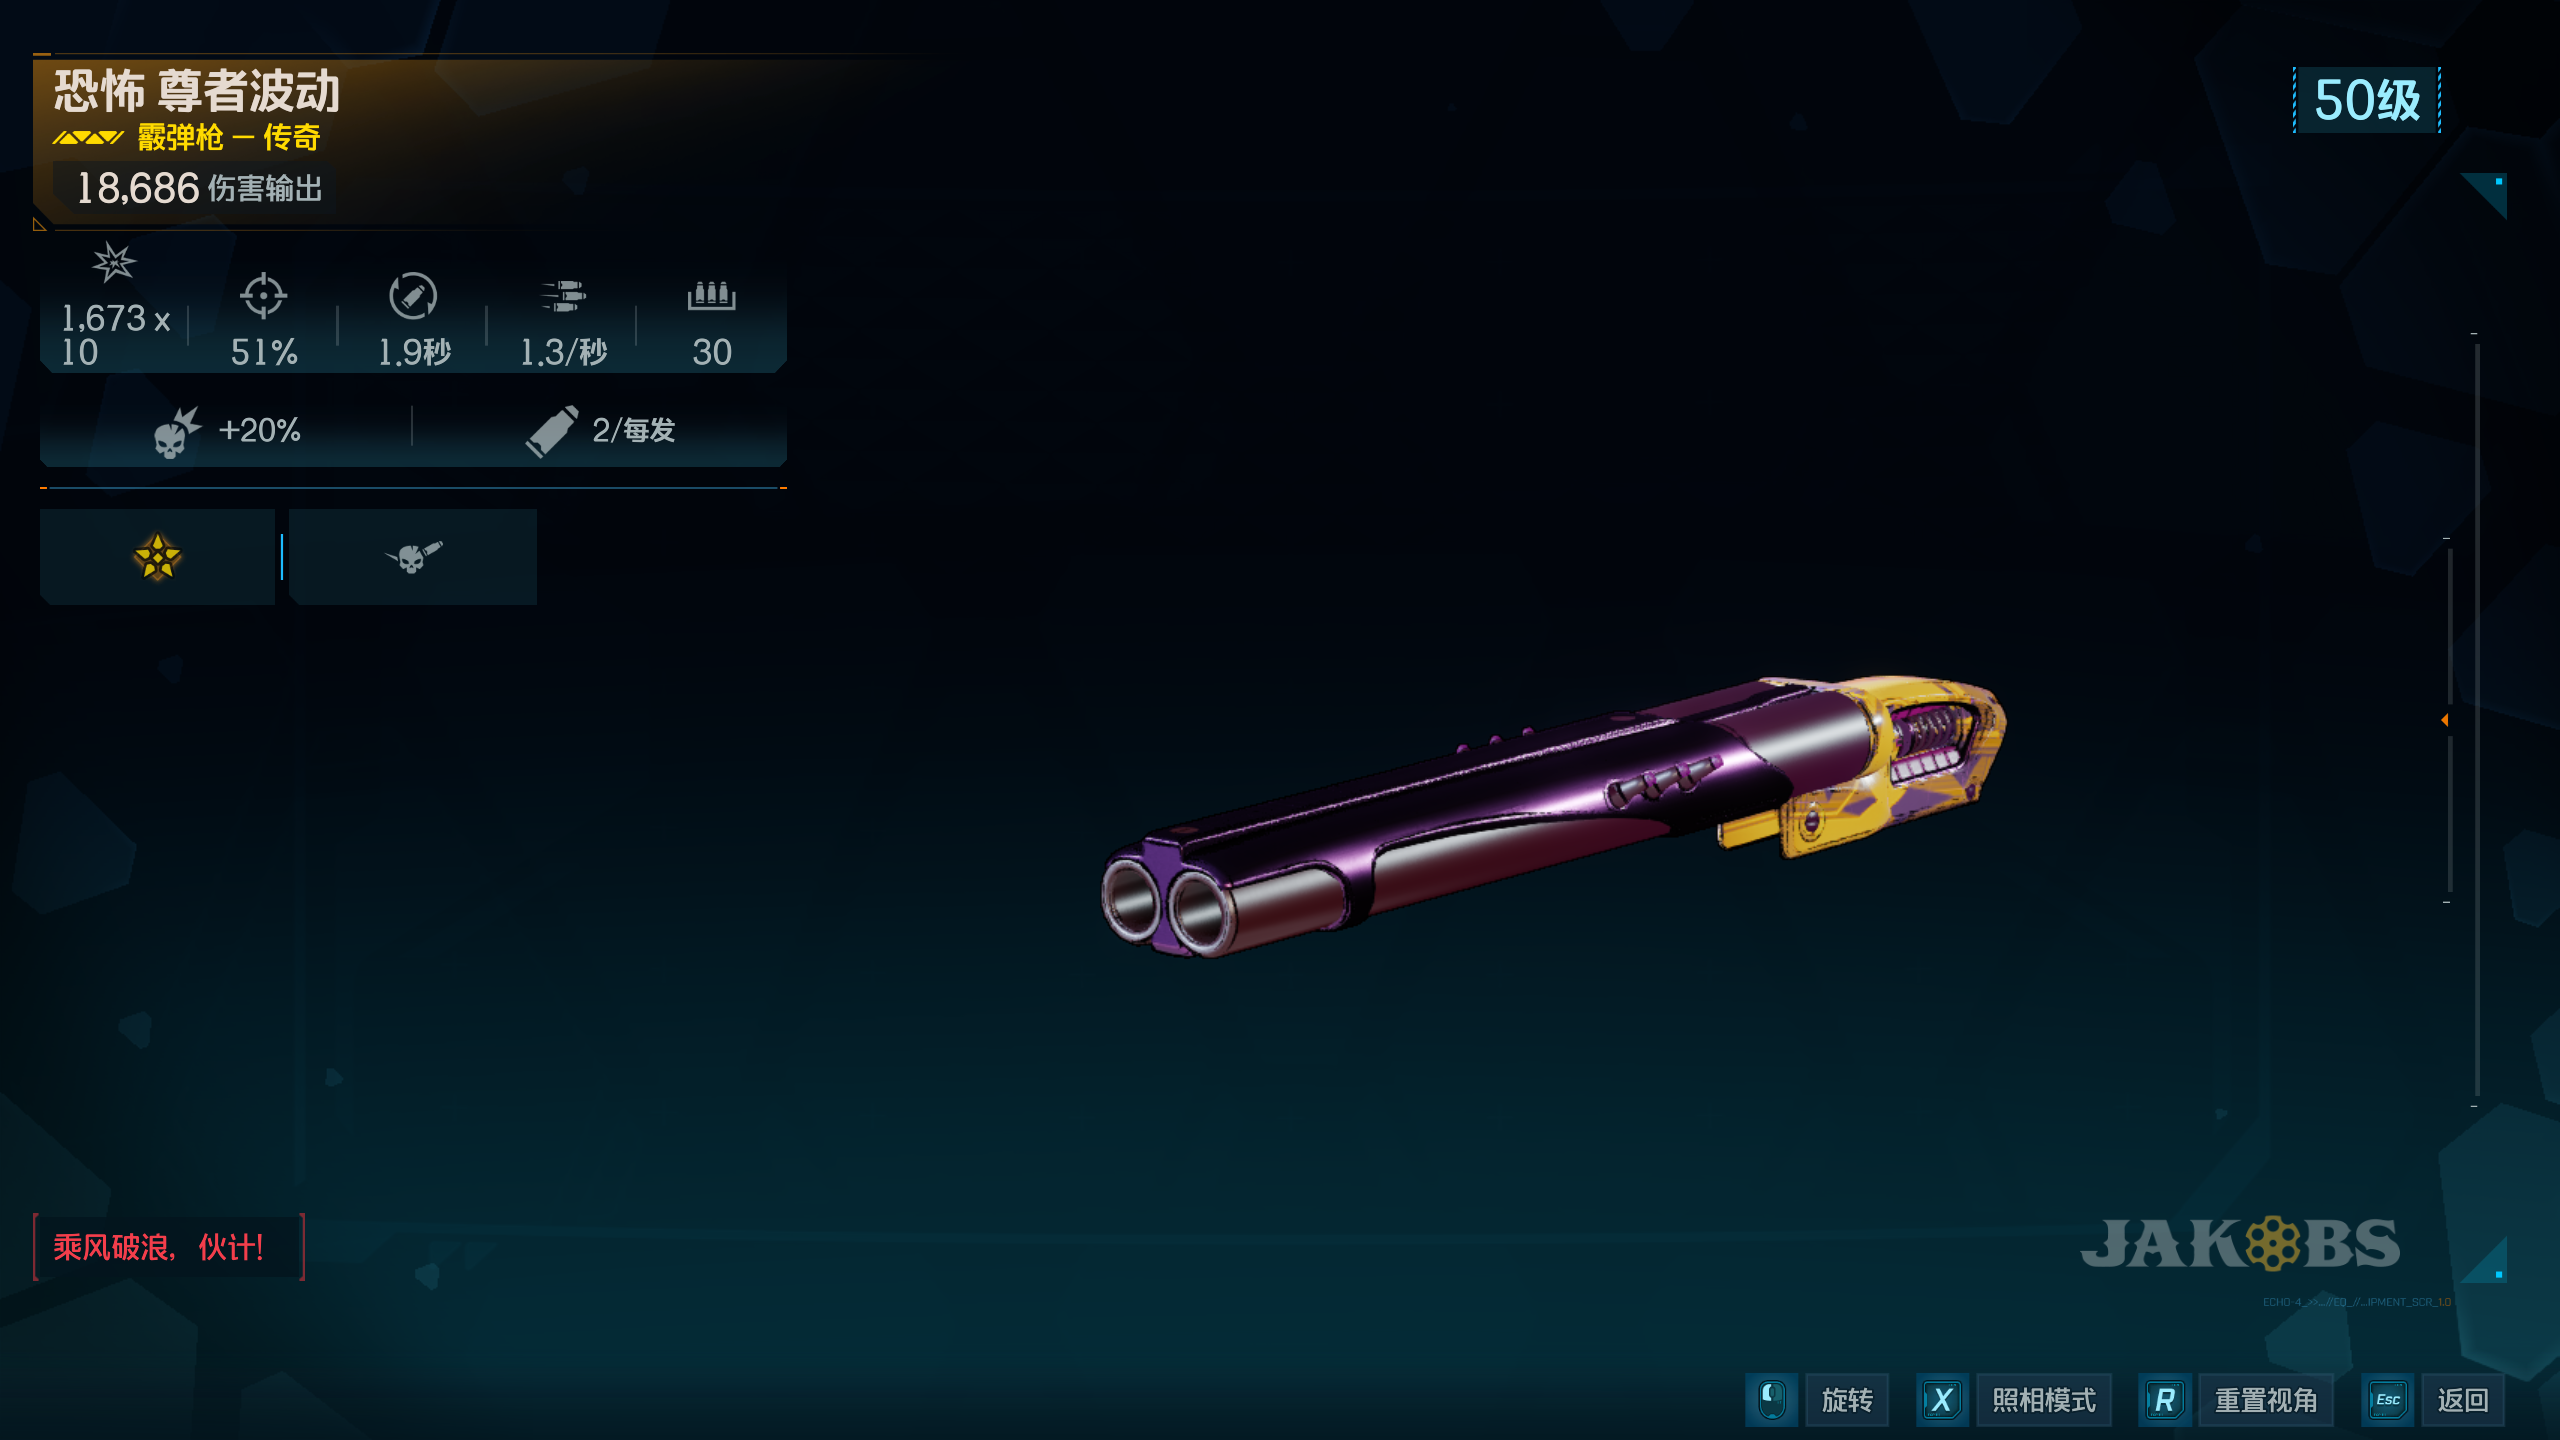 恐怖 尊者波动
霰弹枪 – 传奇
18,686 伤害输出
50级
1,673 x 10
51%
1.9秒
1.3/秒
30
+20%
2/每发
乘风破浪，伙计！
JAKOBS
ECHO-4_>>...//EQ_//...IPMENT_SCR_1.0
旋转
X 照相模式
R 重置视角
Esc 返回